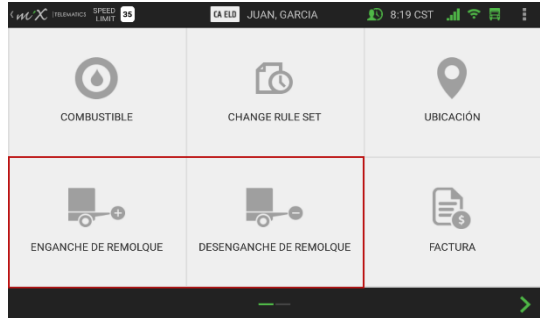 mix TELEMATICS SPEED LIMIT 35 CA ELD JUAN, GARCIA 8:19 CST
COMBUSTIBLE CHANGE RULE SET UBICACIÓN
ENGANCHE DE REMOLQUE DESENGANCHE DE REMOLQUE FACTURA